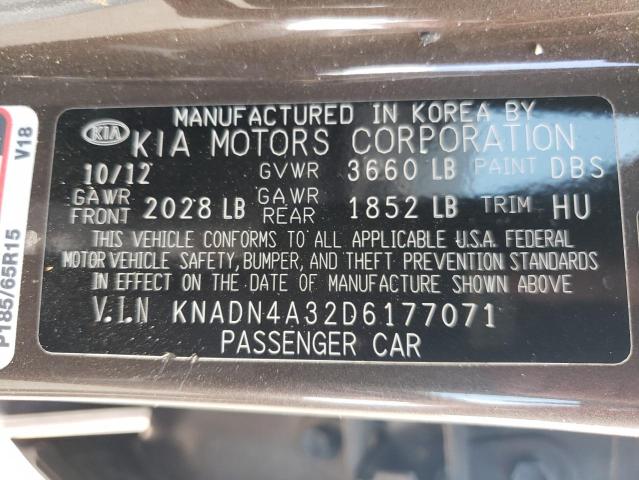 MANUFACTURED IN KOREA BY
KIA KIA MOTORS CORPORATION
10/12 GVWR 3660 LB PAINT DBS
GAWR FRONT 2028 LB GAWR REAR 1852 LB TRIM HU
THIS VEHICLE CONFORMS TO ALL APPLICABLE U.S.A. FEDERAL
MOTOR VEHICLE SAFETY, BUMPER, AND THEFT PREVENTION STANDARDS
IN EFFECT ON THE DATE OF MANUFACTURE SHOWN ABOVE
V.I.N KNADN4A32D6177071
PASSENGER CAR
P185/65R15 V18